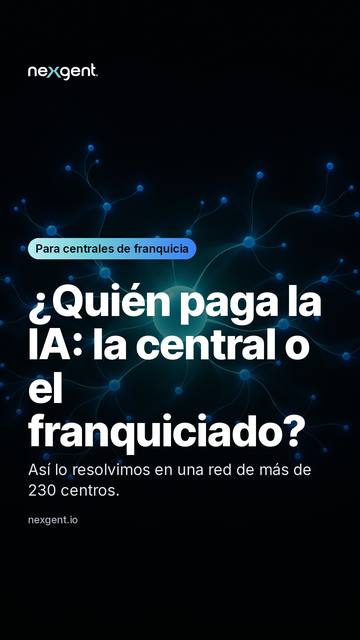 nexgent.
Para centrales de franquicia
¿Quién paga la
IA: la central o
el
franquiciado?
Así lo resolvimos en una red de más de
230 centros.
nexgent.io